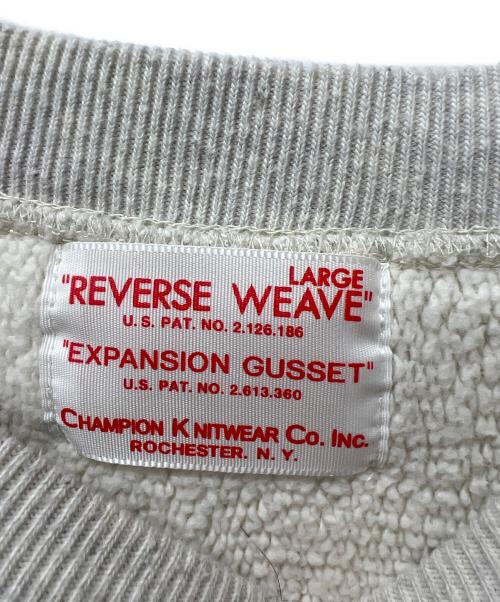 LARGE
"REVERSE WEAVE"
U.S. PAT. NO. 2.126.186
"EXPANSION GUSSET"
U.S. PAT. NO. 2.613.360
CHAMPION KNITWEAR CO. INC.
ROCHESTER. N. Y.